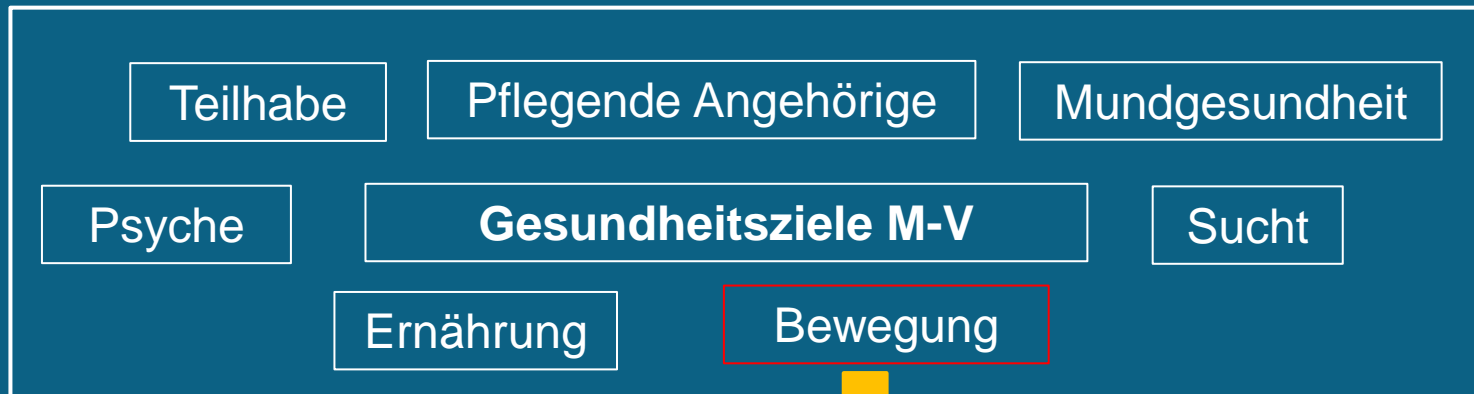 Teilhabe
Pflegende Angehörige
Mundgesundheit
Psyche
Gesundheitsziele M-V
Sucht
Ernährung
Bewegung